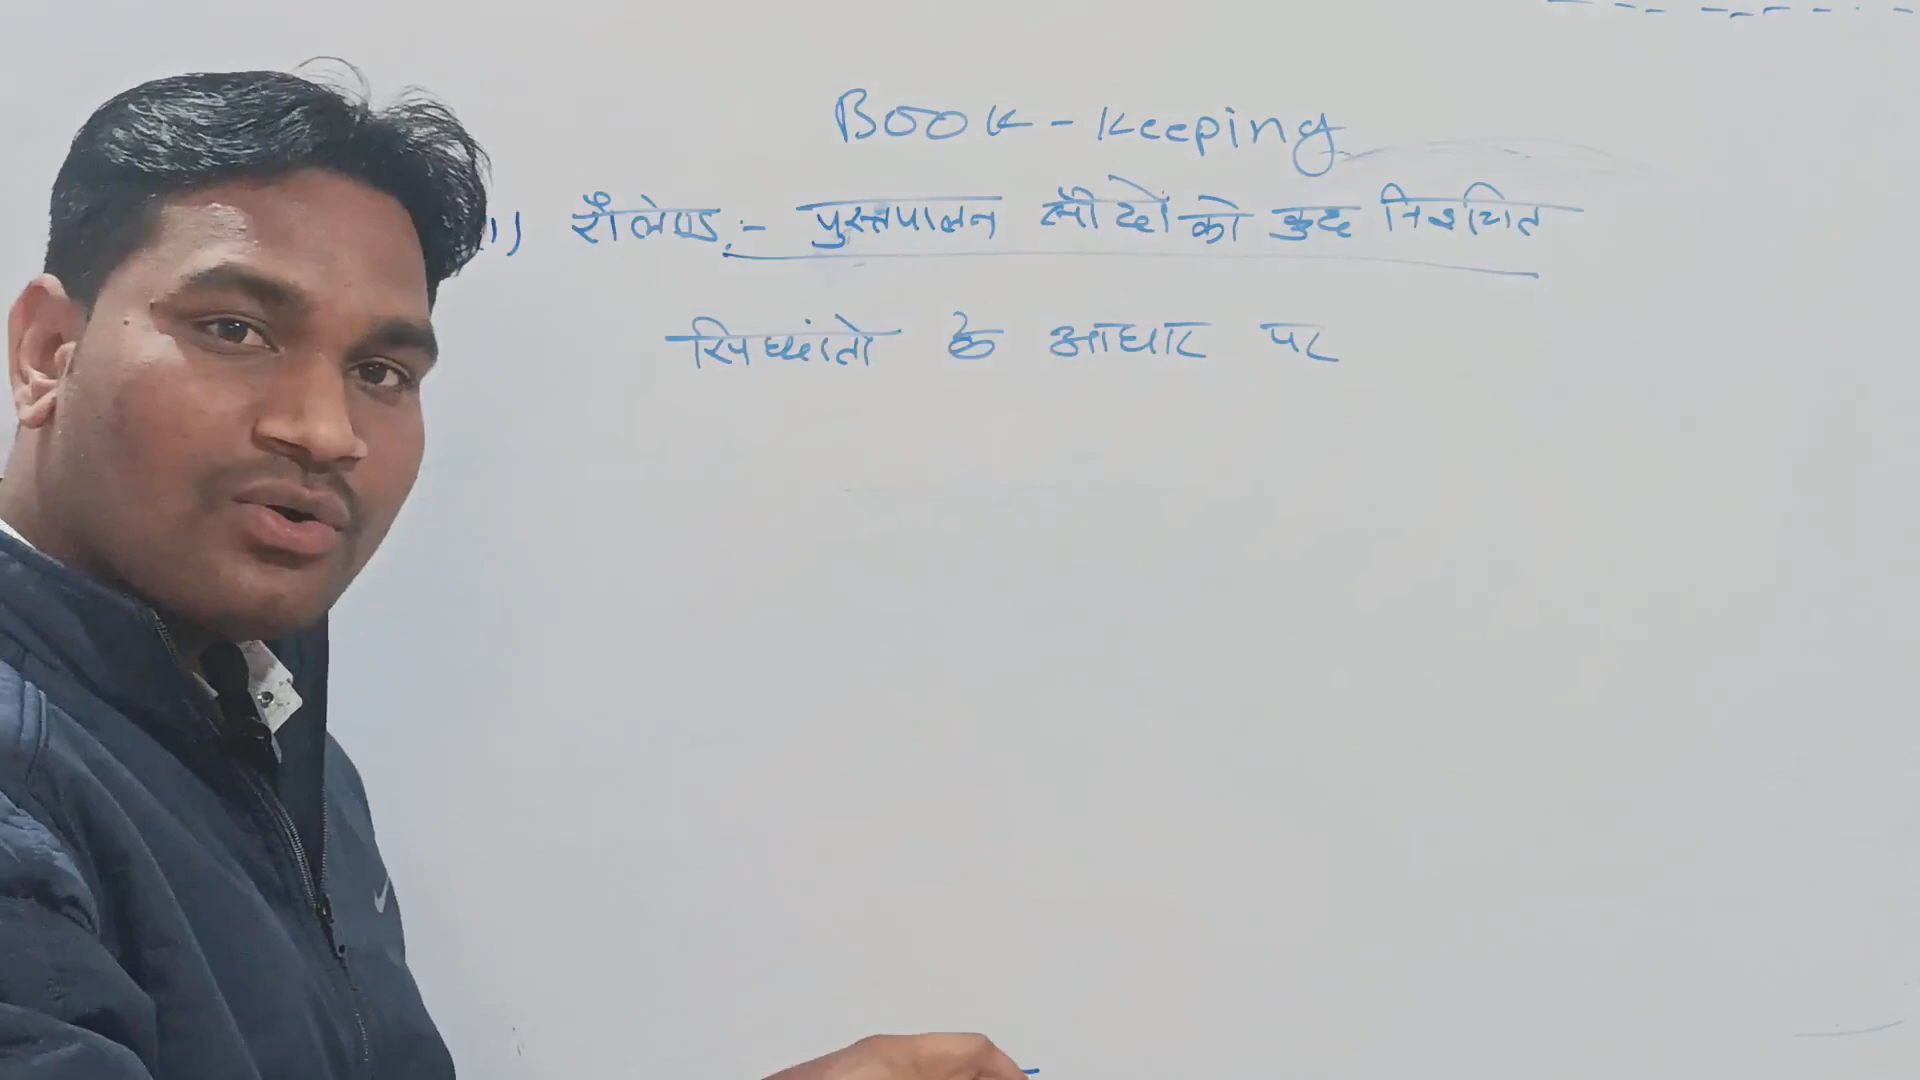 Book-Keeping
1) रौलेण्ड :- पुस्तपालन सौदों को कुछ निश्चित
सिध्दांतो के आधार पर